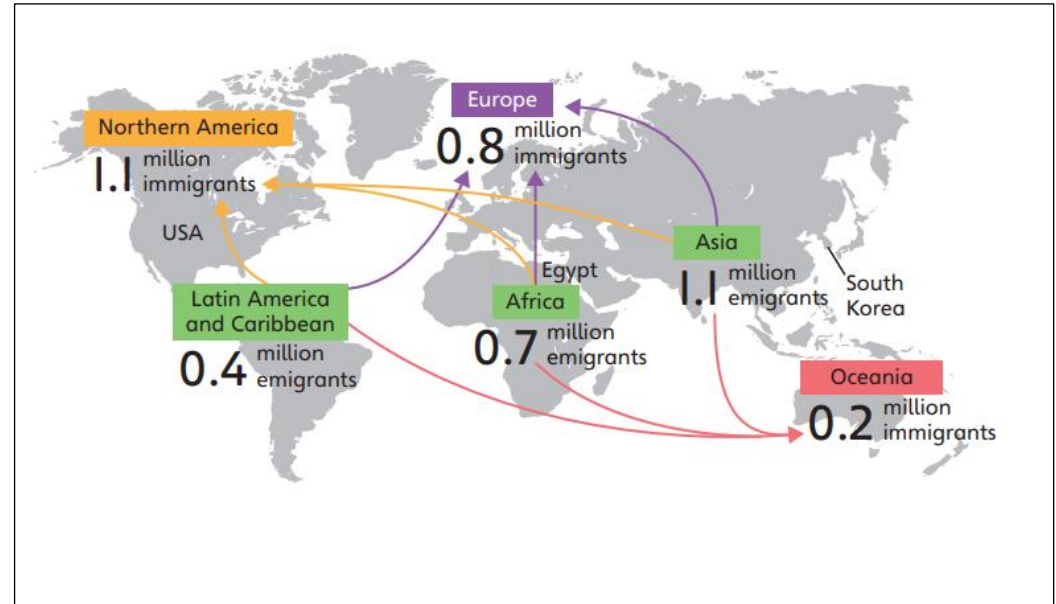 Europe
0.8 million
immigrants
Northern America
1.1 million
immigrants
USA
Asia
1.1 million
emigrants
South
Korea
Egypt
Africa
0.7 million
emigrants
Latin America
and Caribbean
0.4 million
emigrants
Oceania
0.2 million
immigrants